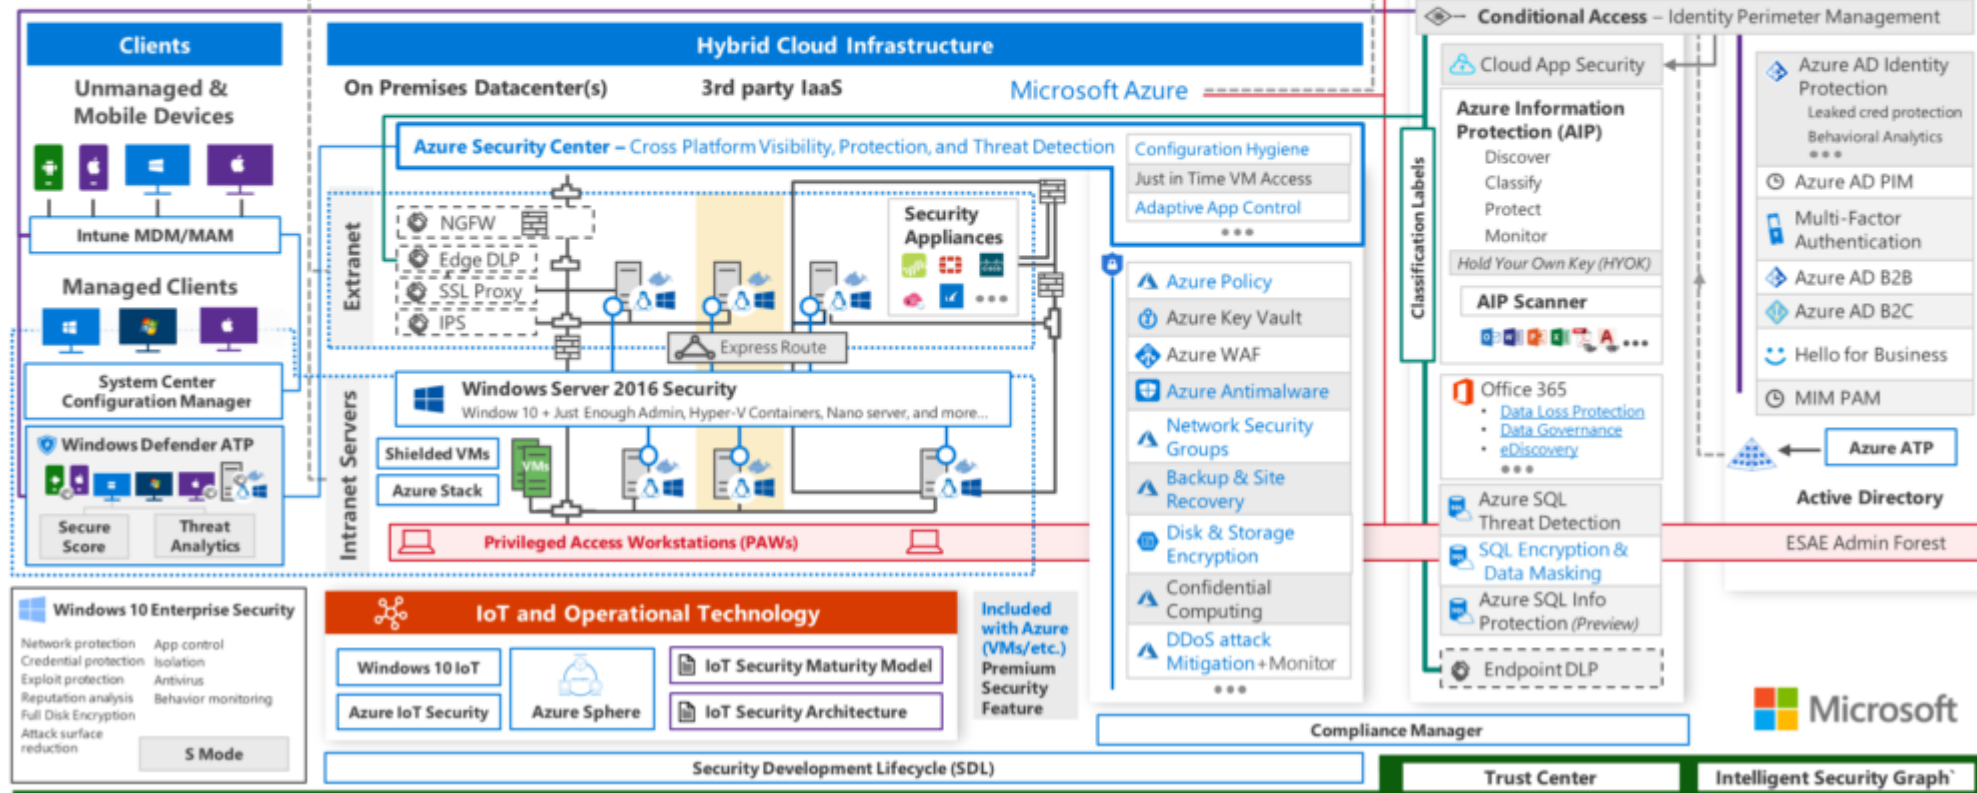 Clients
Unmanaged &
Mobile Devices
Intune MDM/MAM
Managed Clients
System Center
Configuration Manager
Windows Defender ATP
Secure
Score
Threat
Analytics
Windows 10 Enterprise Security
Network protection
Credential protection
Exploit protection
Reputation analysis
Full Disk Encryption
Attack surface
reduction
App control
Isolation
Antivirus
Behavior monitoring
S Mode
Hybrid Cloud Infrastructure
On Premises Datacenter(s)
3rd party IaaS
Microsoft Azure
Azure Security Center – Cross Platform Visibility, Protection, and Threat Detection
Configuration Hygiene
Just in Time VM Access
Adaptive App Control
Extranet
NGFW
Edge DLP
SSL Proxy
IPS
Security
Appliances
CISCO
Express Route
Intranet Servers
Windows Server 2016 Security
Window 10 + Just Enough Admin, Hyper-V Containers, Nano server, and more...
Shielded VMs
Azure Stack
VMs
Privileged Access Workstations (PAWs)
Azure Policy
Azure Key Vault
Azure WAF
Azure Antimalware
Network Security
Groups
Backup & Site
Recovery
Disk & Storage
Encryption
Confidential
Computing
DDoS attack
Mitigation+Monitor
IoT and Operational Technology
Windows 10 IoT
Azure IoT Security
Azure Sphere
IoT Security Maturity Model
IoT Security Architecture
Included
with Azure
(VMs/etc.)
Premium
Security
Feature
Security Development Lifecycle (SDL)
Compliance Manager
Conditional Access – Identity Perimeter Management
Cloud App Security
Classification Labels
Azure Information
Protection (AIP)
Discover
Classify
Protect
Monitor
Hold Your Own Key (HYOK)
AIP Scanner
Office 365
• Data Loss Protection
• Data Governance
• eDiscovery
Azure SQL
Threat Detection
SQL Encryption &
Data Masking
Azure SQL Info
Protection (Preview)
Endpoint DLP
Azure AD Identity
Protection
Leaked cred protection
Behavioral Analytics
Azure AD PIM
Multi-Factor
Authentication
Azure AD B2B
Azure AD B2C
Hello for Business
MIM PAM
Azure ATP
Active Directory
ESAE Admin Forest
Microsoft
Trust Center
Intelligent Security Graph`